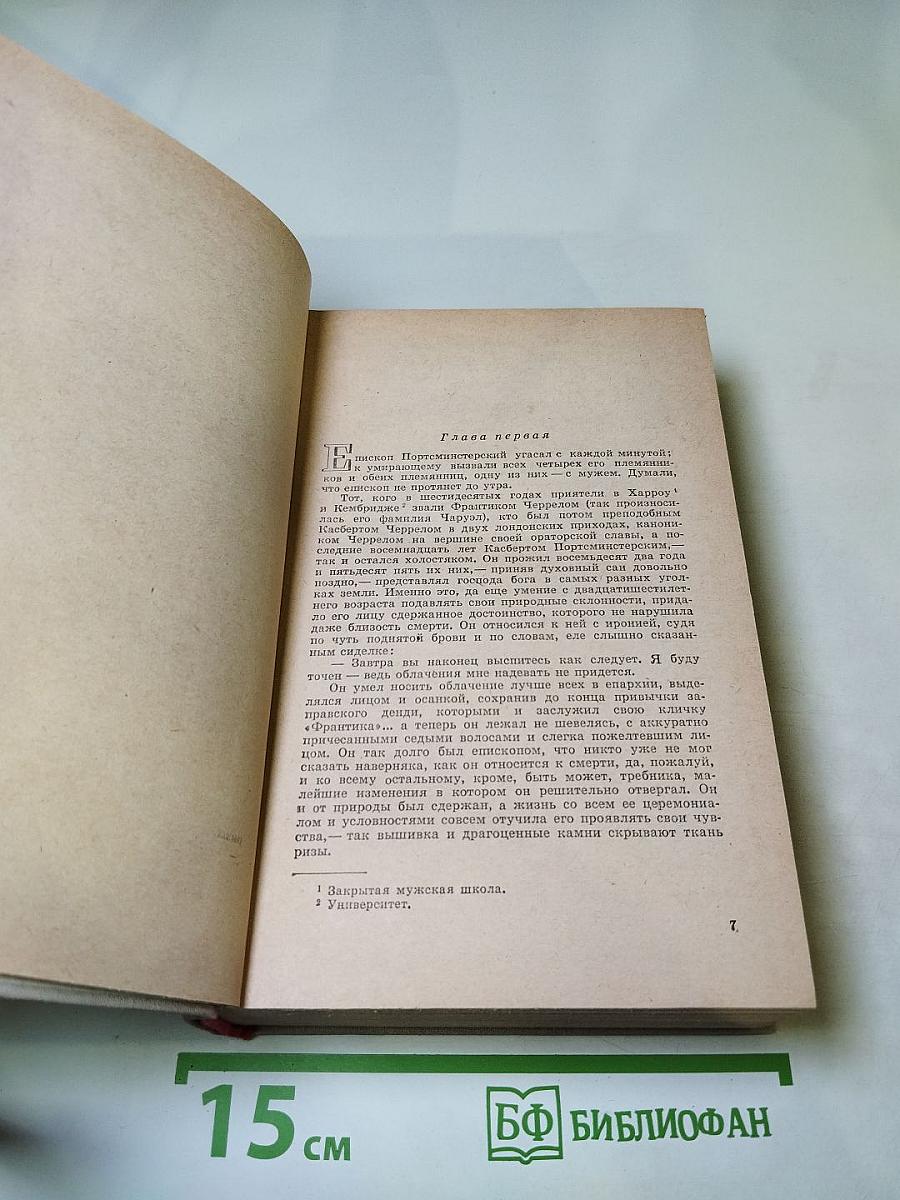 Глава первая
Епископ Портсминстерский угасал с каждой минутой;
к умирающему вызвали всех четырех его племянни-
ков и обеих племянниц, одну из них — с мужем. Думали,
что епископ не протянет до утра.
Тот, кого в шестидесятых годах приятели в Харроу ¹
и Кембридже ² звали Франтиком Черрелом (так произноси-
лась его фамилия Чаруэл), кто был потом преподобным
Касбертом Черрелом в двух лондонских приходах, канони-
ком Черрелом на вершине своей ораторской славы, а по-
следние восемнадцать лет Касбертом Портсминстерским,—
так и остался холостяком. Он прожил восемьдесят два года
и пятьдесят пять их них,— приняв духовный сан довольно
поздно,— представлял господа бога в самых разных угол-
ках земли. Именно это, да еще умение с двадцатишестилет-
него возраста подавлять свои природные склонности, прида-
ло его лицу сдержанное достоинство, которого не нарушила
даже близость смерти. Он относился к ней с иронией, судя
по чуть поднятой брови и по словам, еле слышно сказан-
ным сиделке:
— Завтра вы наконец выспитесь как следует. Я буду
точен — ведь облачения мне надевать не придется.
Он умел носить облачение лучше всех в епархии, выде-
лялся лицом и осанкой, сохранив до конца привычки за-
правского денди, которыми и заслужил свою кличку
«Франтика»... а теперь он лежал не шевелясь, с аккуратно
причесанными седыми волосами и слегка пожелтевшим ли-
цом. Он так долго был епископом, что никто уже не мог
сказать наверняка, как он относится к смерти, да, пожалуй,
и ко всему остальному, кроме, быть может, требника, ма-
лейшие изменения в котором он решительно отвергал. Он
и от природы был сдержан, а жизнь со всем ее церемониа-
лом и условностями совсем отучила его проявлять свои чув-
ства,— так вышивка и драгоценные камни скрывают ткань
ризы.
¹ Закрытая мужская школа.
² Университет.
7
15 см
БФ БИБЛИОФАН